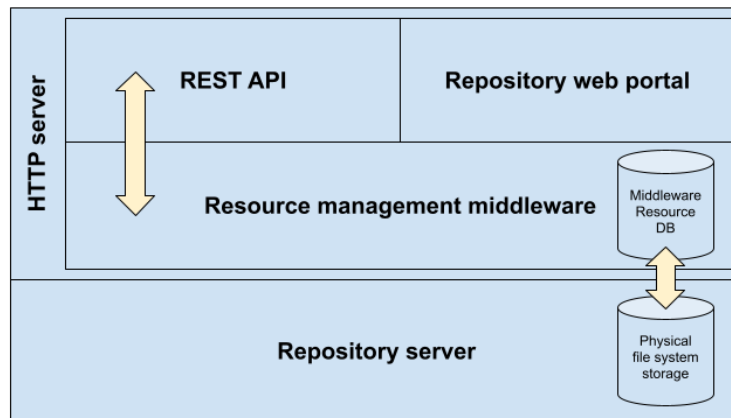 HTTP server
REST API
Repository web portal
Resource management middleware
Middleware
Resource
DB
Repository server
Physical
file system
storage